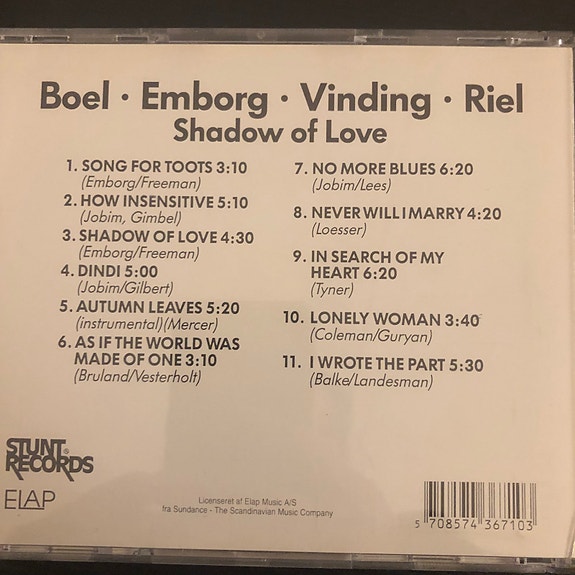 Boel · Emborg · Vinding · Riel
Shadow of Love
1. SONG FOR TOOTS 3:10
(Emborg/Freeman)
2. HOW INSENSITIVE 5:10
(Jobim, Gimbel)
3. SHADOW OF LOVE 4:30
(Emborg/Freeman)
4. DINDI 5:00
(Jobim/Gilbert)
5. AUTUMN LEAVES 5:20
(instrumental)(Mercer)
6. AS IF THE WORLD WAS
MADE OF ONE 3:10
(Bruland/Vesterholt)
7. NO MORE BLUES 6:20
(Jobim/Lees)
8. NEVER WILL I MARRY 4:20
(Loesser)
9. IN SEARCH OF MY
HEART 6:20
(Tyner)
10. LONELY WOMAN 3:40
(Coleman/Guryan)
11. I WROTE THE PART 5:30
(Balke/Landesman)
STUNT®
RECORDS
ELAP
Licenseret af Elap Music A/S
fra Sundance - The Scandinavian Music Company
5 708574 367103